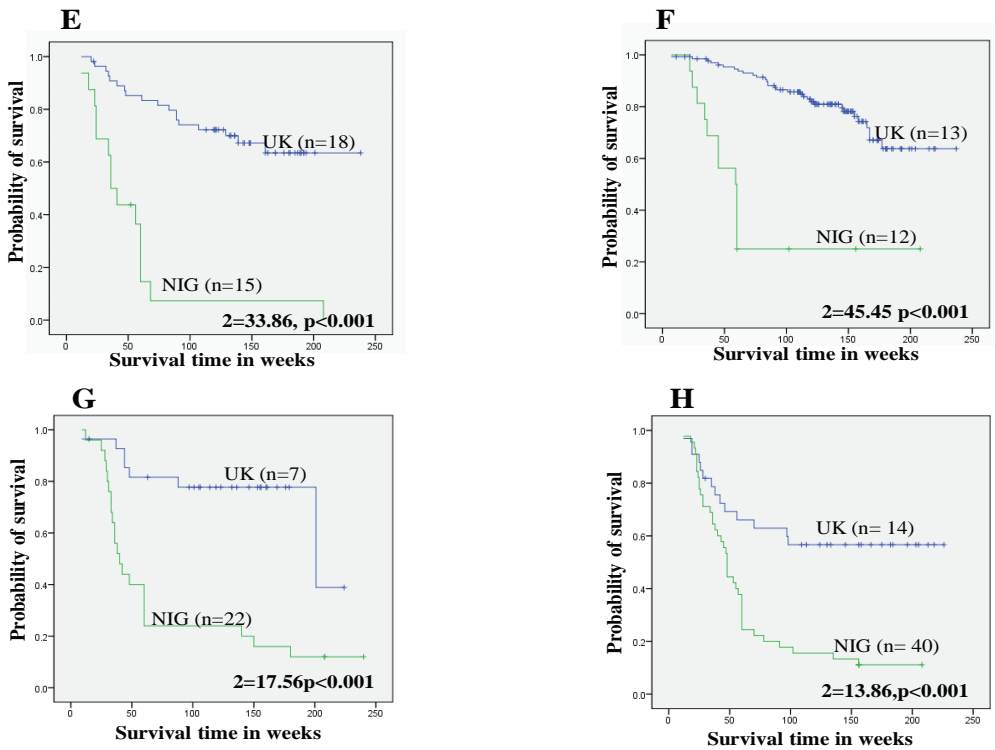 E
Probability of survival
1.0
0.8
0.6
0.4
0.2
0.0
UK (n=18)
NIG (n=15)
2=33.86, p<0.001
0 50 100 150 200 250
Survival time in weeks
F
Probability of survival
1.0
0.8
0.6
0.4
0.2
0.0
UK (n=13)
NIG (n=12)
2=45.45 p<0.001
0 50 100 150 200 250
Survival time in weeks
G
Probability of survival
1.0
0.8
0.6
0.4
0.2
0.0
UK (n=7)
NIG (n=22)
2=17.56p<0.001
0 50 100 150 200 250
Survival time in weeks
H
Probability of survival
1.0
0.8
0.6
0.4
0.2
0.0
UK (n= 14)
NIG (n= 40)
2=13.86,p<0.001
0 50 100 150 200 250
Survival time in weeks